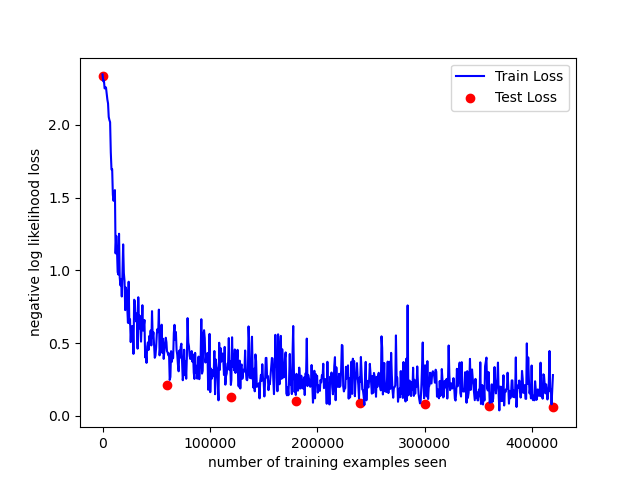 Train Loss
Test Loss
2.0
1.5
1.0
0.5
0.0
negative log likelihood loss
0
100000
200000
300000
400000
number of training examples seen